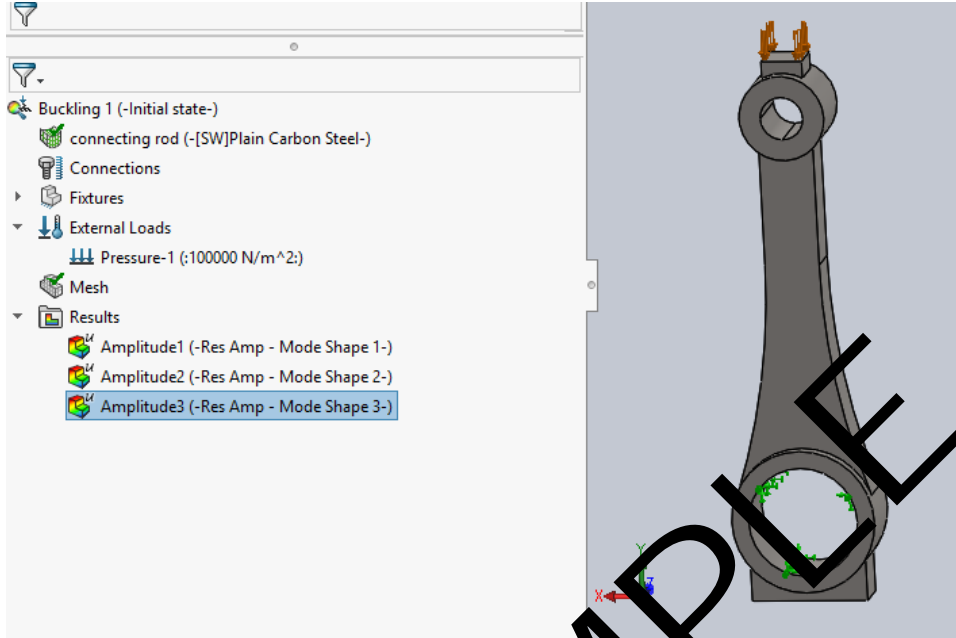 Buckling 1 (-Initial state-)
connecting rod (-[SW]Plain Carbon Steel-)
Connections
Fixtures
External Loads
Pressure-1 (:100000 N/m^2:)
Mesh
Results
Amplitude1 (-Res Amp - Mode Shape 1-)
Amplitude2 (-Res Amp - Mode Shape 2-)
Amplitude3 (-Res Amp - Mode Shape 3-)
Y
X
Z
MPLE